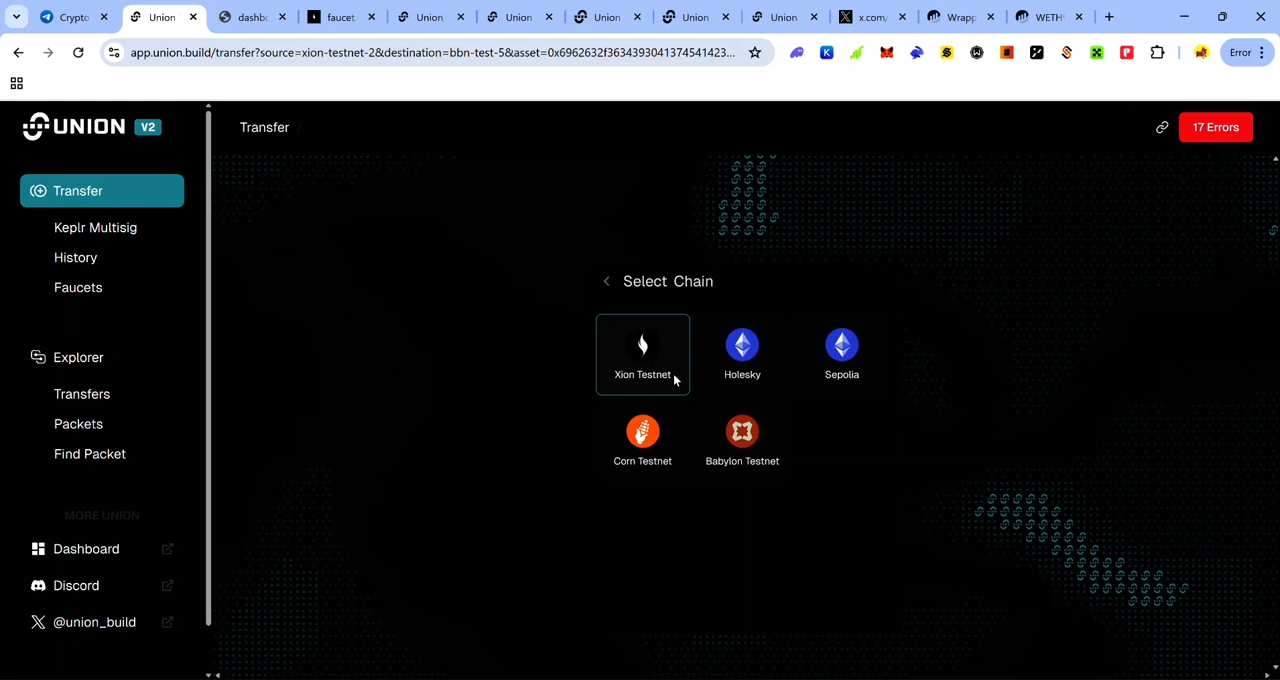 Crypto
Union
dashb
faucet.
Union
Union
Union
Union
Union
x.com/
Wrapp
WETH
app.union.build/transfer?source=xion-testnet-2&destination=bbn-test-5&asset=0x6962632f3634393041374541423...
Error
UNION
V2
Transfer /
17 Errors
Transfer
Keplr Multisig
History
Faucets
Select Chain
Xion Testnet
Holesky
Sepolia
Explorer
Transfers
Packets
Find Packet
Corn Testnet
Babylon Testnet
MORE UNION
Dashboard
Discord
@union_build